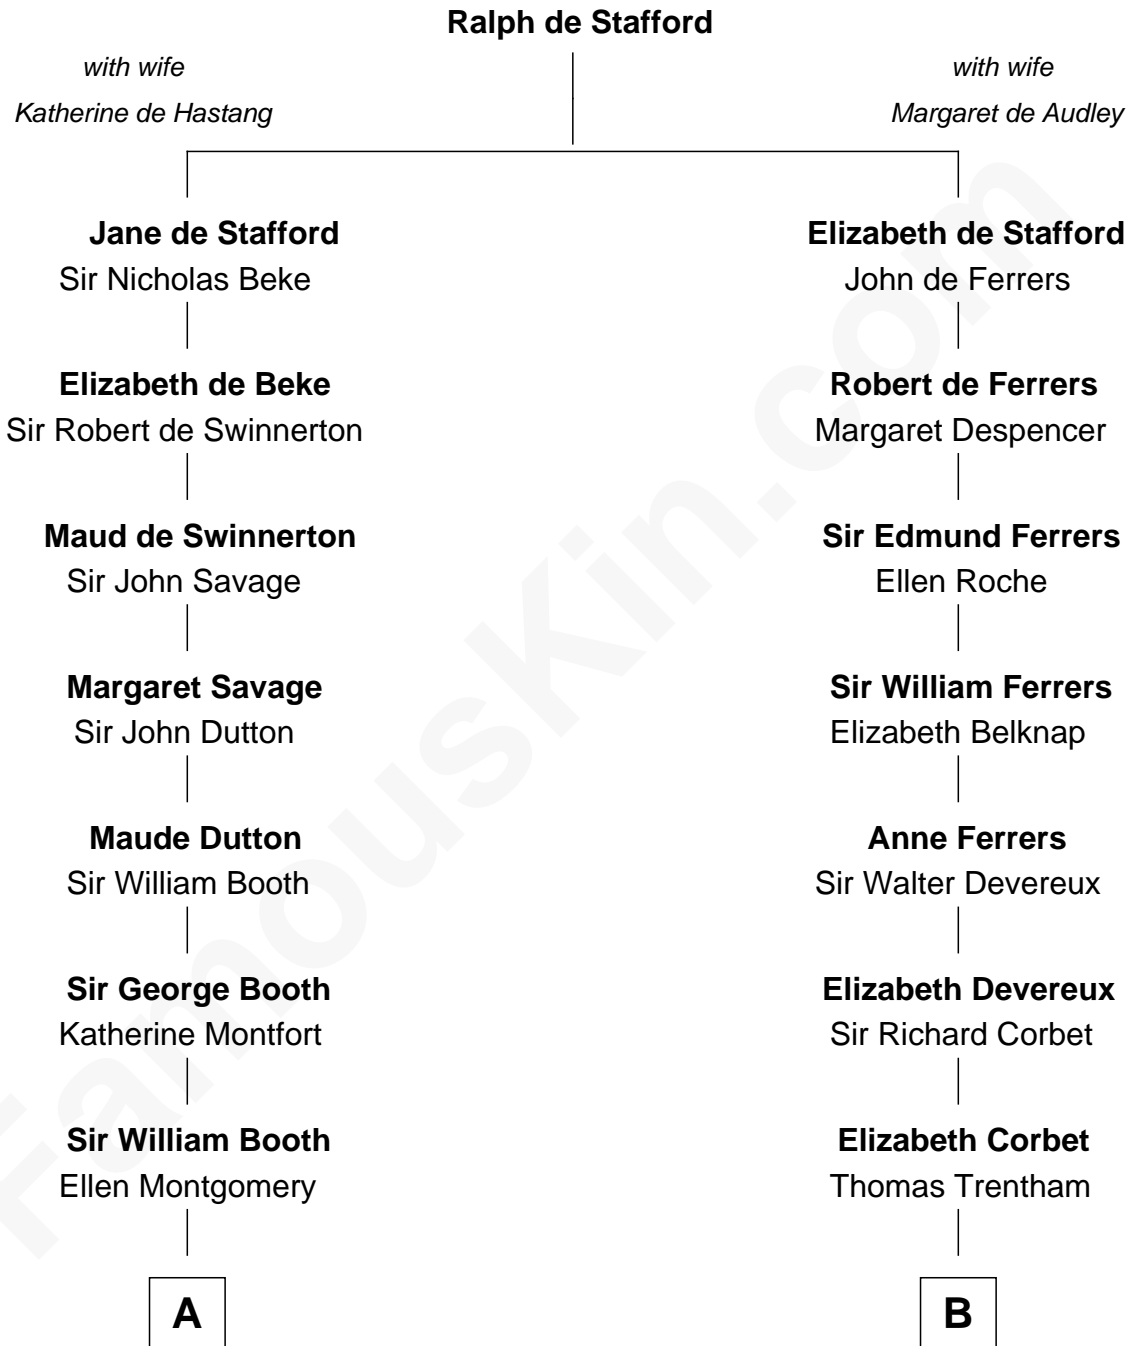 Ralph de Stafford
with wife
Katherine de Hastang
with wife
Margaret de Audley
Jane de Stafford
Sir Nicholas Beke
Elizabeth de Stafford
John de Ferrers
Elizabeth de Beke
Sir Robert de Swinnerton
Robert de Ferrers
Margaret Despencer
Maud de Swinnerton
Sir John Savage
Sir Edmund Ferrers
Ellen Roche
Margaret Savage
Sir John Dutton
Sir William Ferrers
Elizabeth Belknap
Maude Dutton
Sir William Booth
Anne Ferrers
Sir Walter Devereux
Sir George Booth
Katherine Montfort
Elizabeth Devereux
Sir Richard Corbet
Sir William Booth
Ellen Montgomery
Elizabeth Corbet
Thomas Trentham
A
B
FamousKin.com